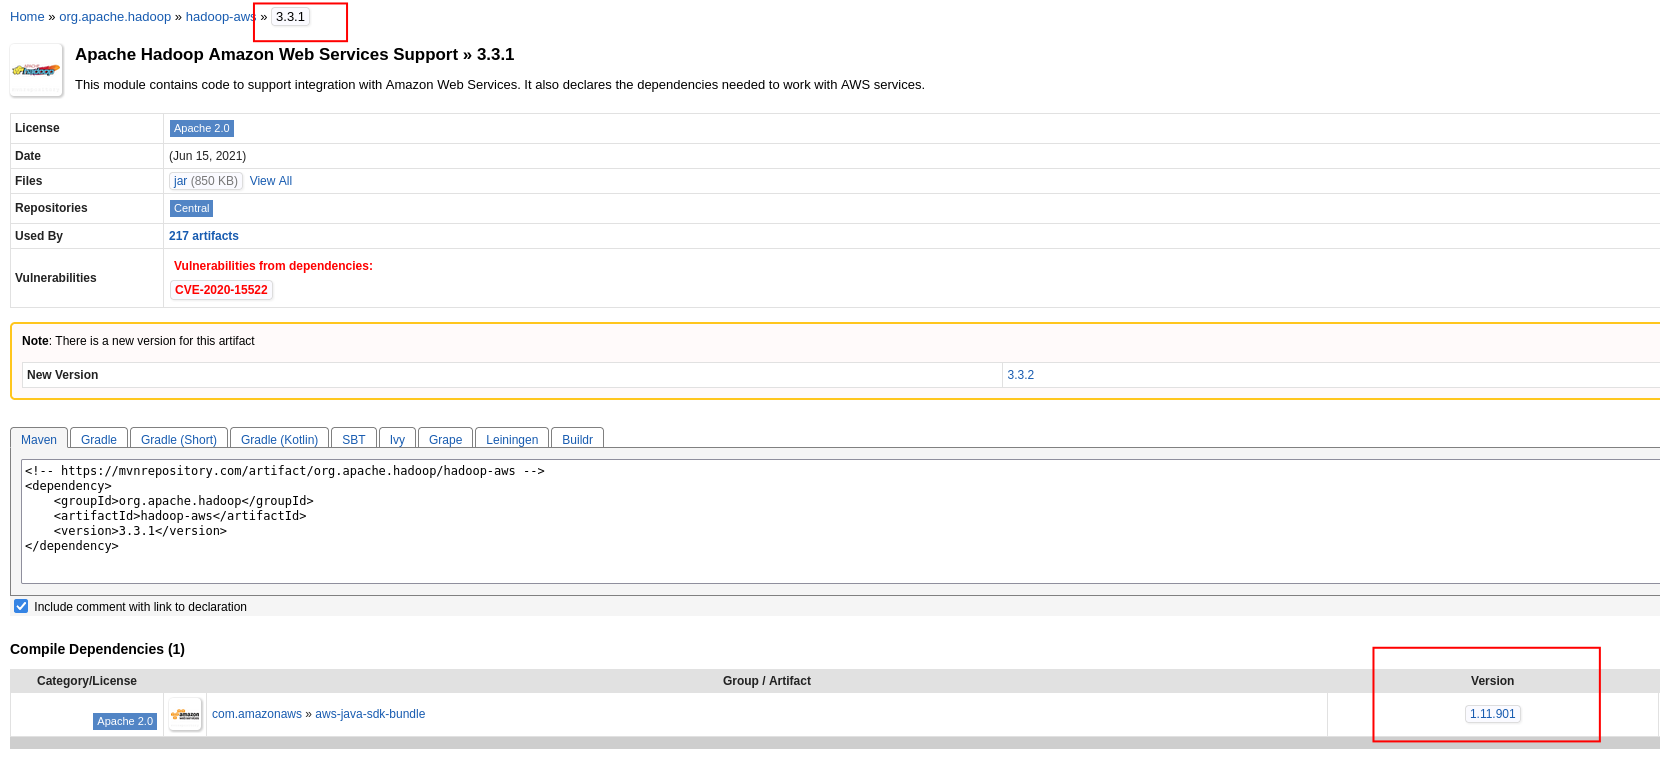 Home » org.apache.hadoop » hadoop-aws » 3.3.1
Apache Hadoop Amazon Web Services Support » 3.3.1
This module contains code to support integration with Amazon Web Services. It also declares the dependencies needed to work with AWS services.
License Apache 2.0
Date (Jun 15, 2021)
Files jar (850 KB) View All
Repositories Central
Used By 217 artifacts
Vulnerabilities Vulnerabilities from dependencies:
CVE-2020-15522
Note: There is a new version for this artifact
New Version 3.3.2
Maven Gradle Gradle (Short) Gradle (Kotlin) SBT Ivy Grape Leiningen Buildr
<!-- https://mvnrepository.com/artifact/org.apache.hadoop/hadoop-aws -->
<dependency>
    <groupId>org.apache.hadoop</groupId>
    <artifactId>hadoop-aws</artifactId>
    <version>3.3.1</version>
</dependency>
Include comment with link to declaration
Compile Dependencies (1)
Category/License Group / Artifact Version
Apache 2.0 amazon com.amazonaws » aws-java-sdk-bundle 1.11.901